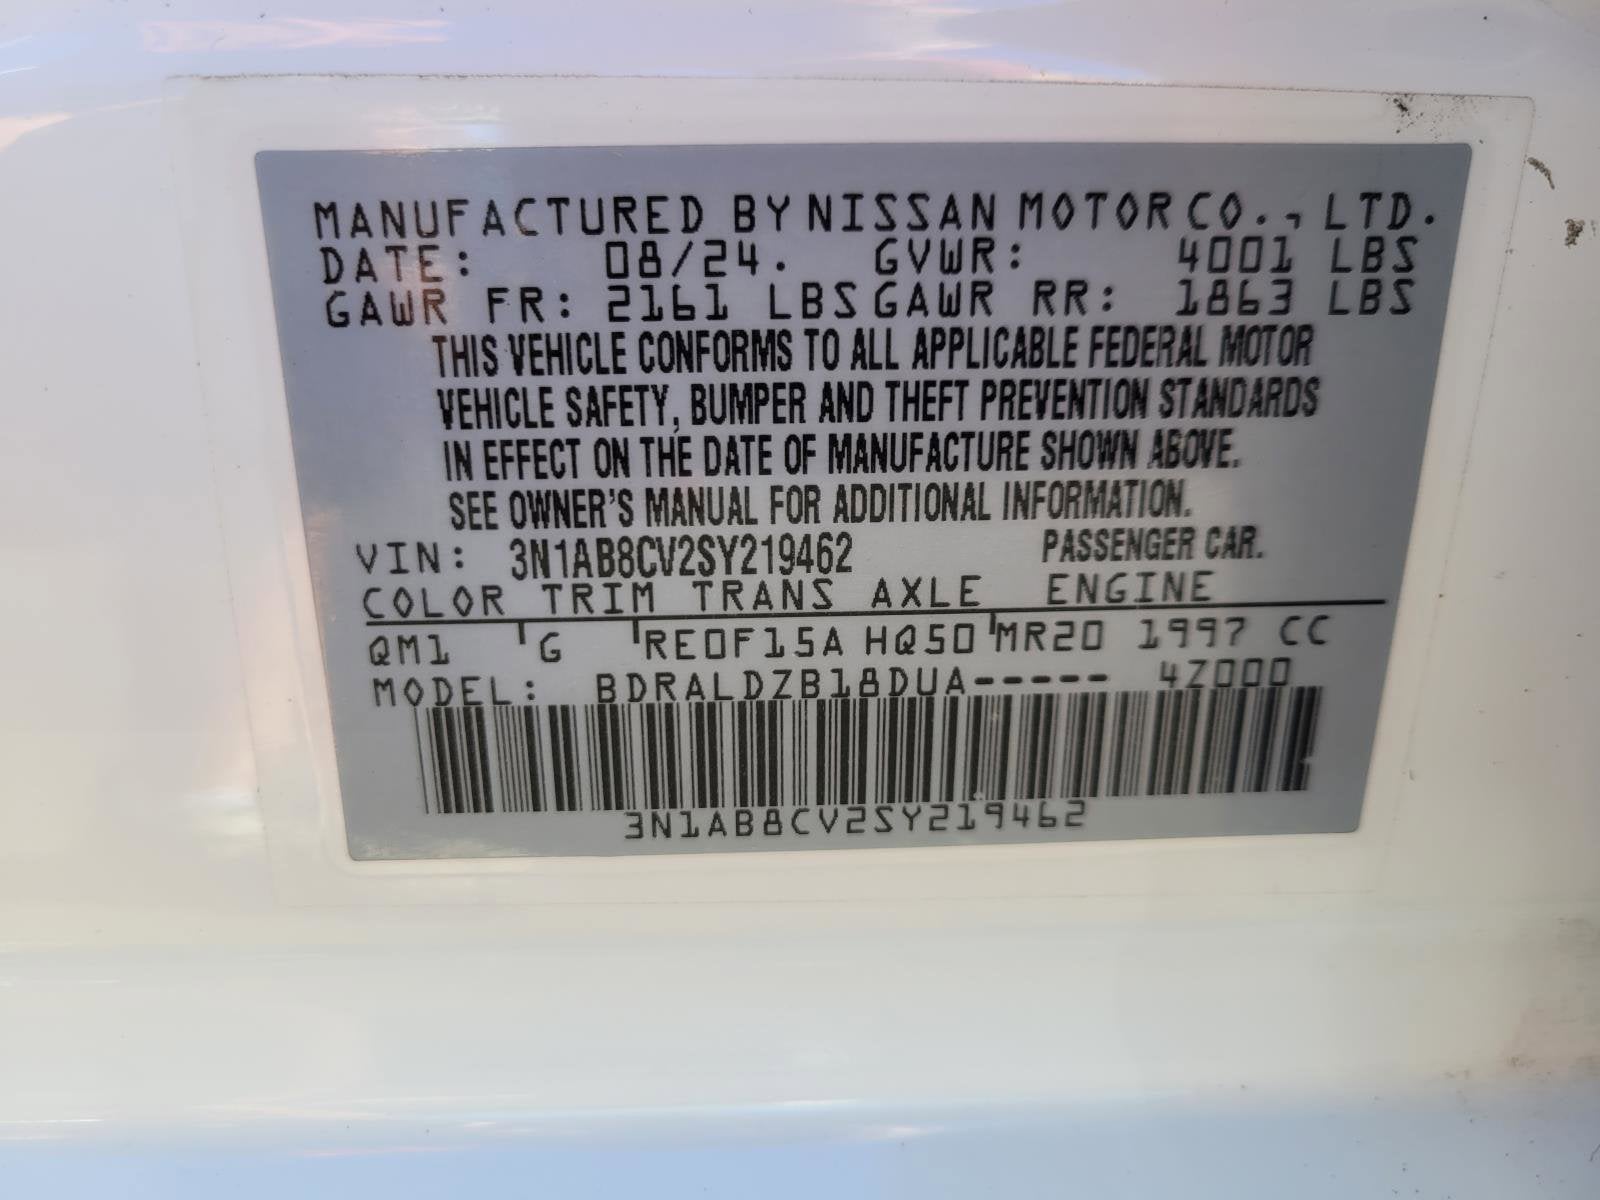 MANUFACTURED BY NISSAN MOTOR CO., LTD.
DATE: 08/24. GVWR: 4001 LBS
GAWR FR: 2161 LBS GAWR RR: 1863 LBS
THIS VEHICLE CONFORMS TO ALL APPLICABLE FEDERAL MOTOR
VEHICLE SAFETY, BUMPER AND THEFT PREVENTION STANDARDS
IN EFFECT ON THE DATE OF MANUFACTURE SHOWN ABOVE.
SEE OWNER'S MANUAL FOR ADDITIONAL INFORMATION.
VIN: 3N1AB8CV2SY219462 PASSENGER CAR.
COLOR TRIM TRANS AXLE ENGINE
QM1 G RE0F15A HQ50 MR20 1997 CC
MODEL: BDRALDZB18DUA----- 4Z000
3N1AB8CV2SY219462